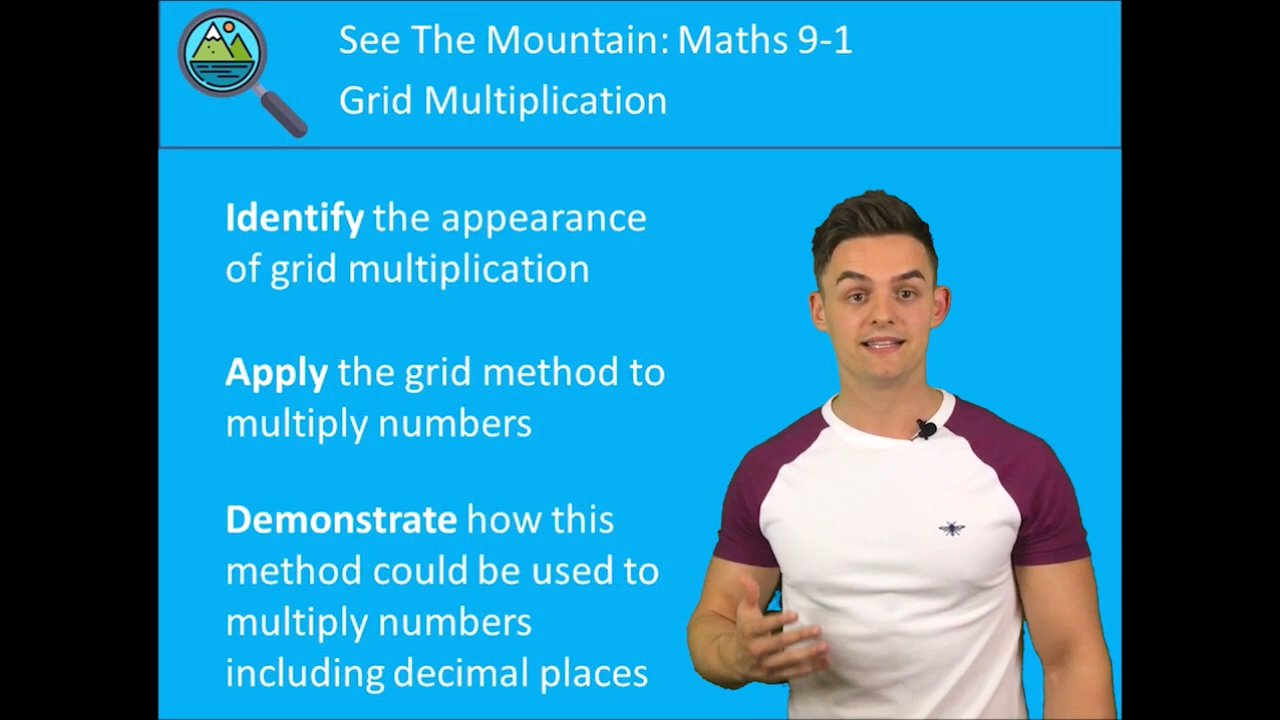 See The Mountain: Maths 9-1
Grid Multiplication
Identify the appearance
of grid multiplication
Apply the grid method to
multiply numbers
Demonstrate how this
method could be used to
multiply numbers
including decimal places